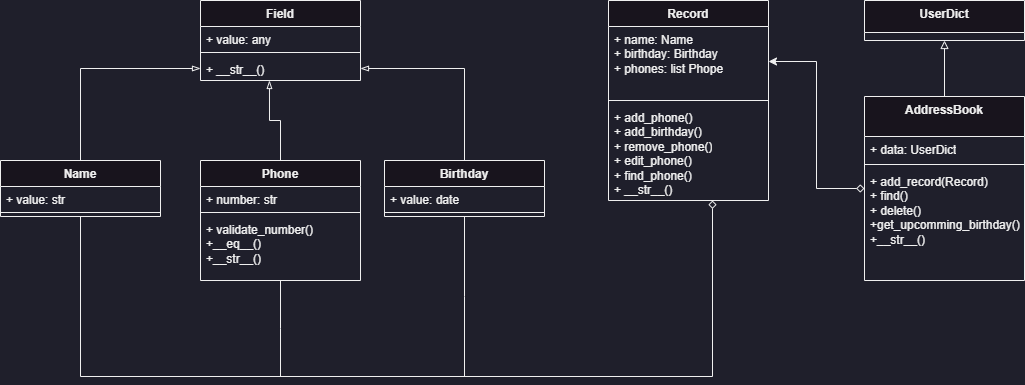 Field
+ value: any
+ __str__()
Record
+ name: Name
+ birthday: Birthday
+ phones: list Phope
+ add_phone()
+ add_birthday()
+ remove_phone()
+ edit_phone()
+ find_phone()
+ __str__()
UserDict
AddressBook
+ data: UserDict
+ add_record(Record)
+ find()
+ delete()
+get_upcomming_birthday()
+__str__()
Name
+ value: str
Phone
+ number: str
+ validate_number()
+__eq__()
+__str__()
Birthday
+ value: date